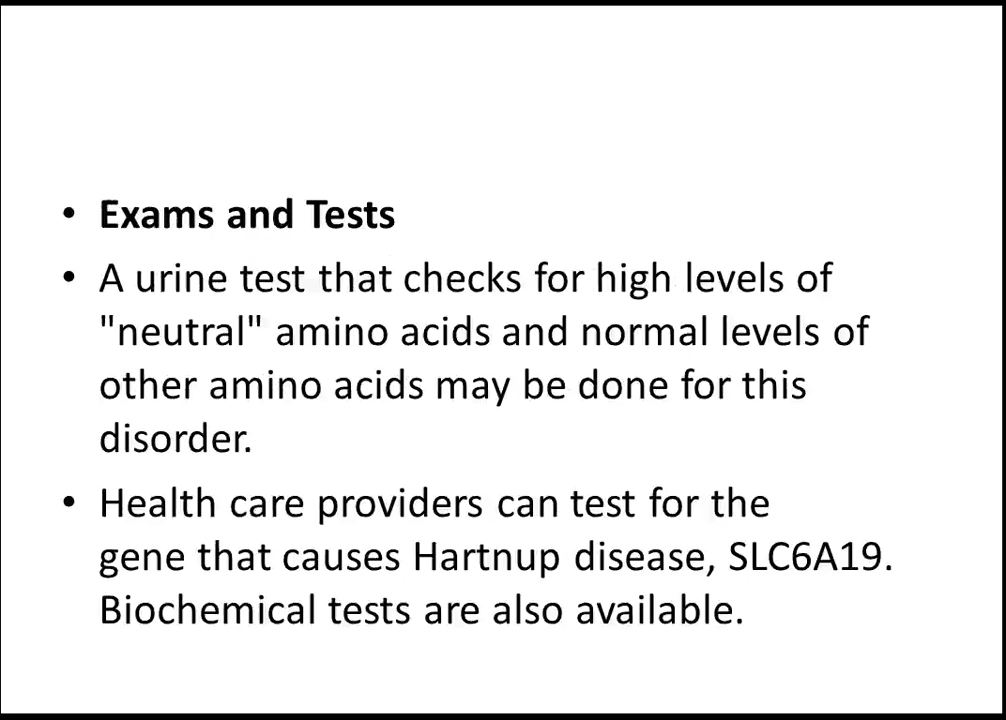 • Exams and Tests
• A urine test that checks for high levels of
"neutral" amino acids and normal levels of
other amino acids may be done for this
disorder.
• Health care providers can test for the
gene that causes Hartnup disease, SLC6A19.
Biochemical tests are also available.